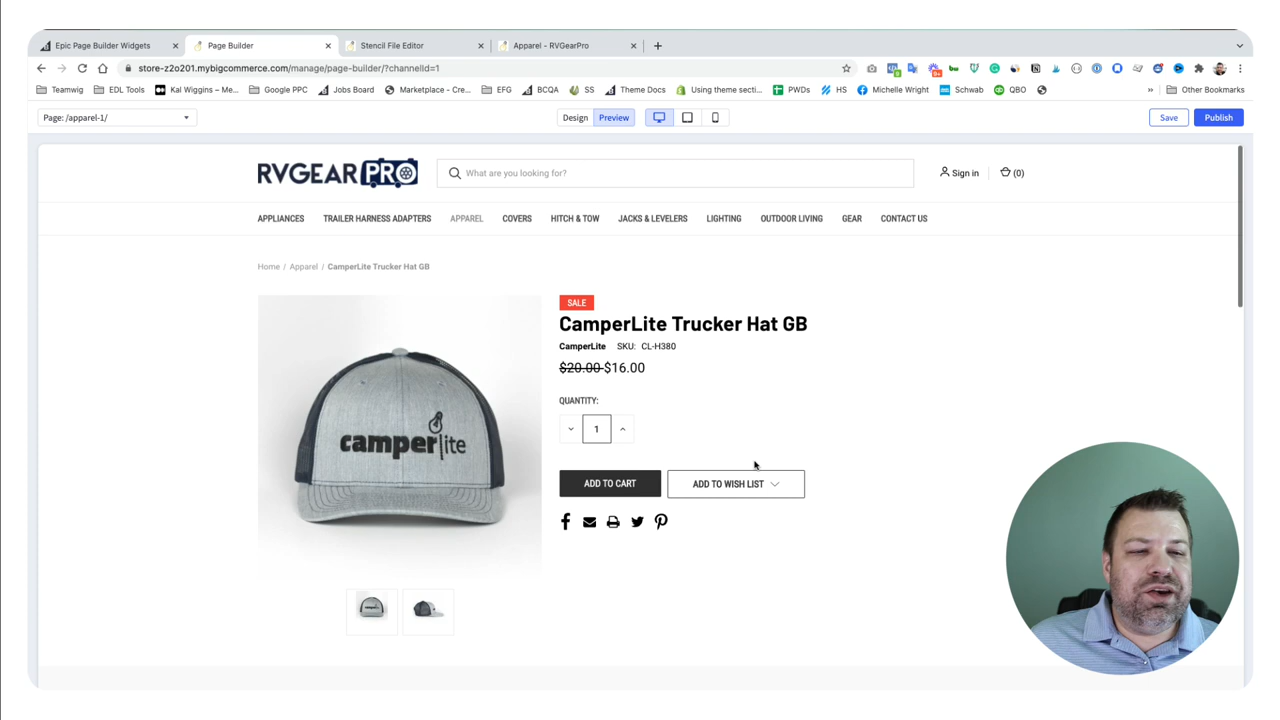 Epic Page Builder Widgets
Page Builder
Stencil File Editor
Apparel - RVGearPro
store-z2o201.mybigcommerce.com/manage/page-builder/?channelId=1
9+
Teamwig
EDL Tools
Kal Wiggins – Me...
Google PPC
Jobs Board
Marketplace - Cre...
EFG
BCQA
SS
Theme Docs
Using theme secti...
PWDs
HS
Michelle Wright
Schwab
QBO
»
Other Bookmarks
Page: /apparel-1/
Design
Preview
Save
Publish
RVGEARPRO
What are you looking for?
Sign in
(0)
APPLIANCES
TRAILER HARNESS ADAPTERS
APPAREL
COVERS
HITCH & TOW
JACKS & LEVELERS
LIGHTING
OUTDOOR LIVING
GEAR
CONTACT US
Home / Apparel / CamperLite Trucker Hat GB
SALE
CamperLite Trucker Hat GB
CamperLite SKU: CL-H380
$20.00 $16.00
QUANTITY:
1
camperlite
ADD TO CART
ADD TO WISH LIST